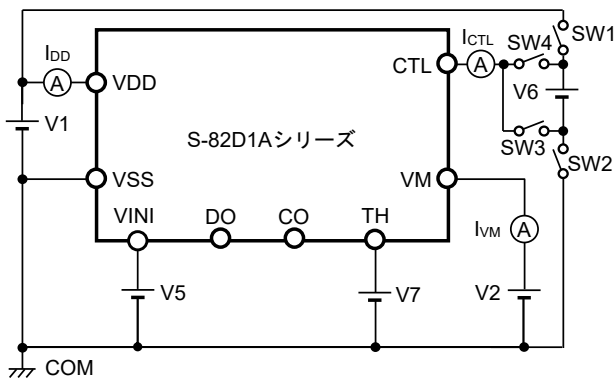 SW1
IDD
ICTL
SW4
A
VDD
CTL
A
V6
V1
S-82D1Aシリーズ
SW3
SW2
VSS
VM
VINI
DO
CO
TH
IVM
A
V5
V7
V2
COM